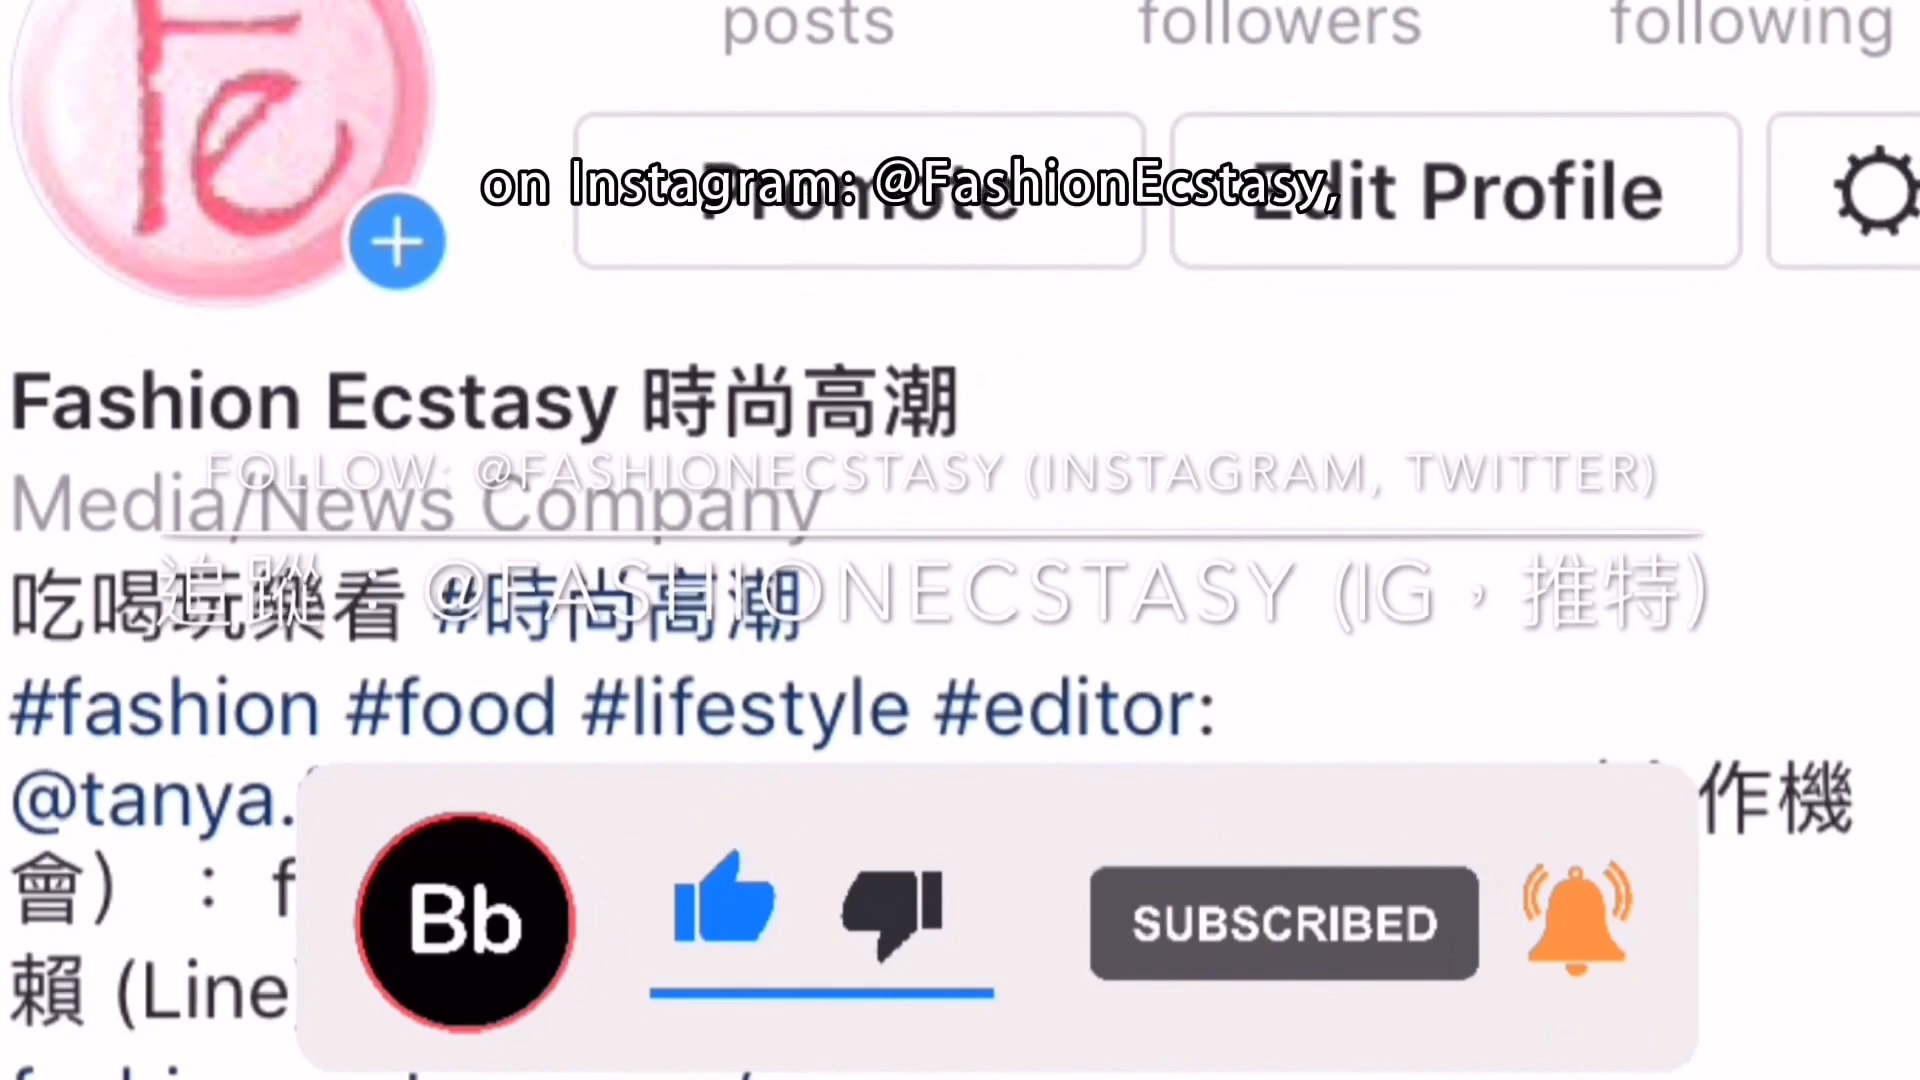 Fe
posts followers following
Promote Edit Profile
on Instagram: @FashionEcstasy,
Fashion Ecstasy 時尚高潮
FOLLOW: @FASHIONECSTASY (INSTAGRAM, TWITTER)
Media/News Company
追蹤：@FASHIONECSTASY (IG，推特)
吃喝玩樂看 #時尚高潮
#fashion #food #lifestyle #editor:
@tanya. 作機
會）：f
賴 (Line)
Bb SUBSCRIBED